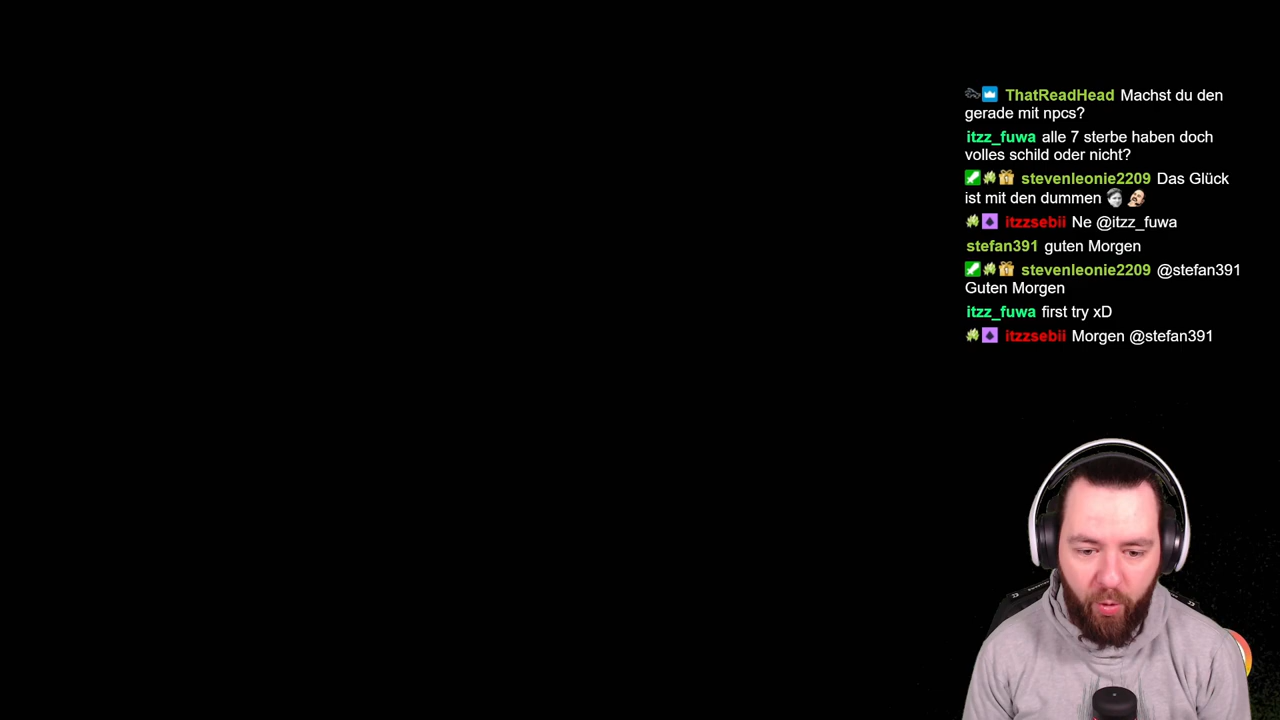 ThatReadHead Machst du den
gerade mit npcs?
itzz_fuwa alle 7 sterbe haben doch
volles schild oder nicht?
stevenleonie2209 Das Glück
ist mit den dummen
itzzsebii Ne @itzz_fuwa
stefan391 guten Morgen
stevenleonie2209 @stefan391
Guten Morgen
itzz_fuwa first try xD
itzzsebii Morgen @stefan391